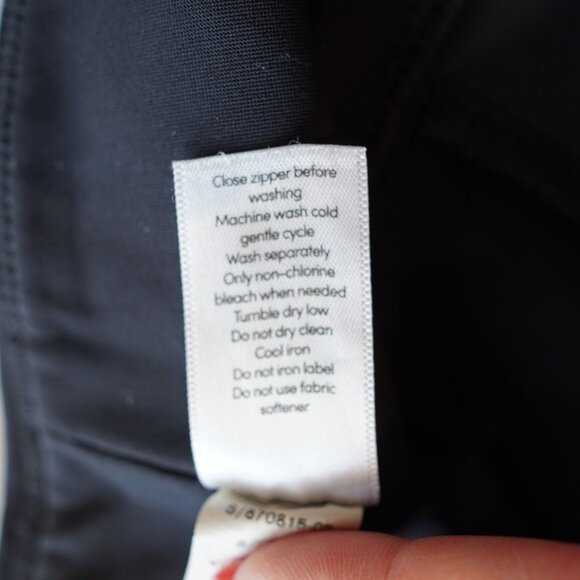 Close zipper before
washing
Machine wash cold
gentle cycle
Wash separately
Only non-chlorine
bleach when needed
Tumble dry low
Do not dry clean
Cool iron
Do not iron label
Do not use fabric
softener